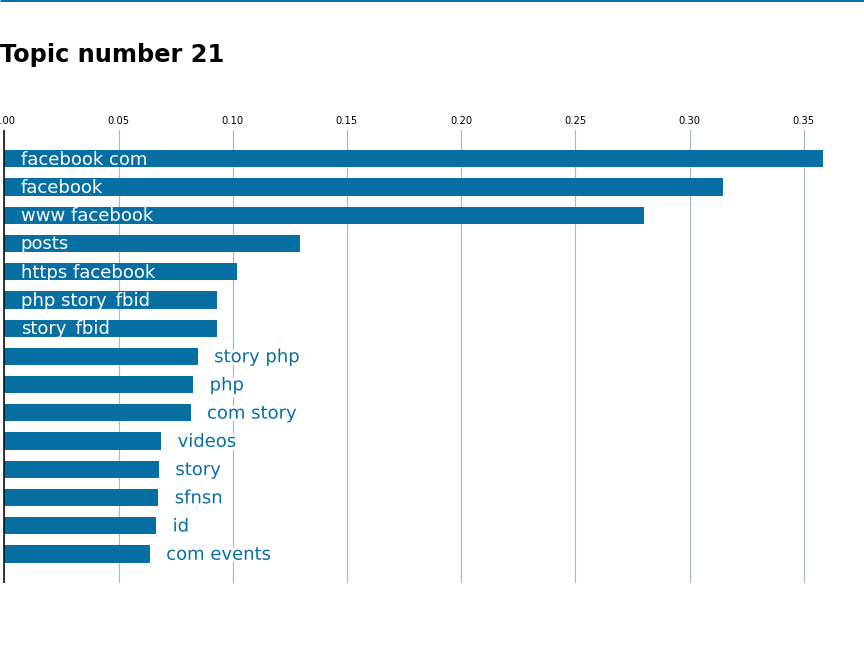 Topic number 21
.00 0.05 0.10 0.15 0.20 0.25 0.30 0.35
facebook com
facebook
www facebook
posts
https facebook
php story_fbid
story_fbid
story php
php
com story
videos
story
sfnsn
id
com events